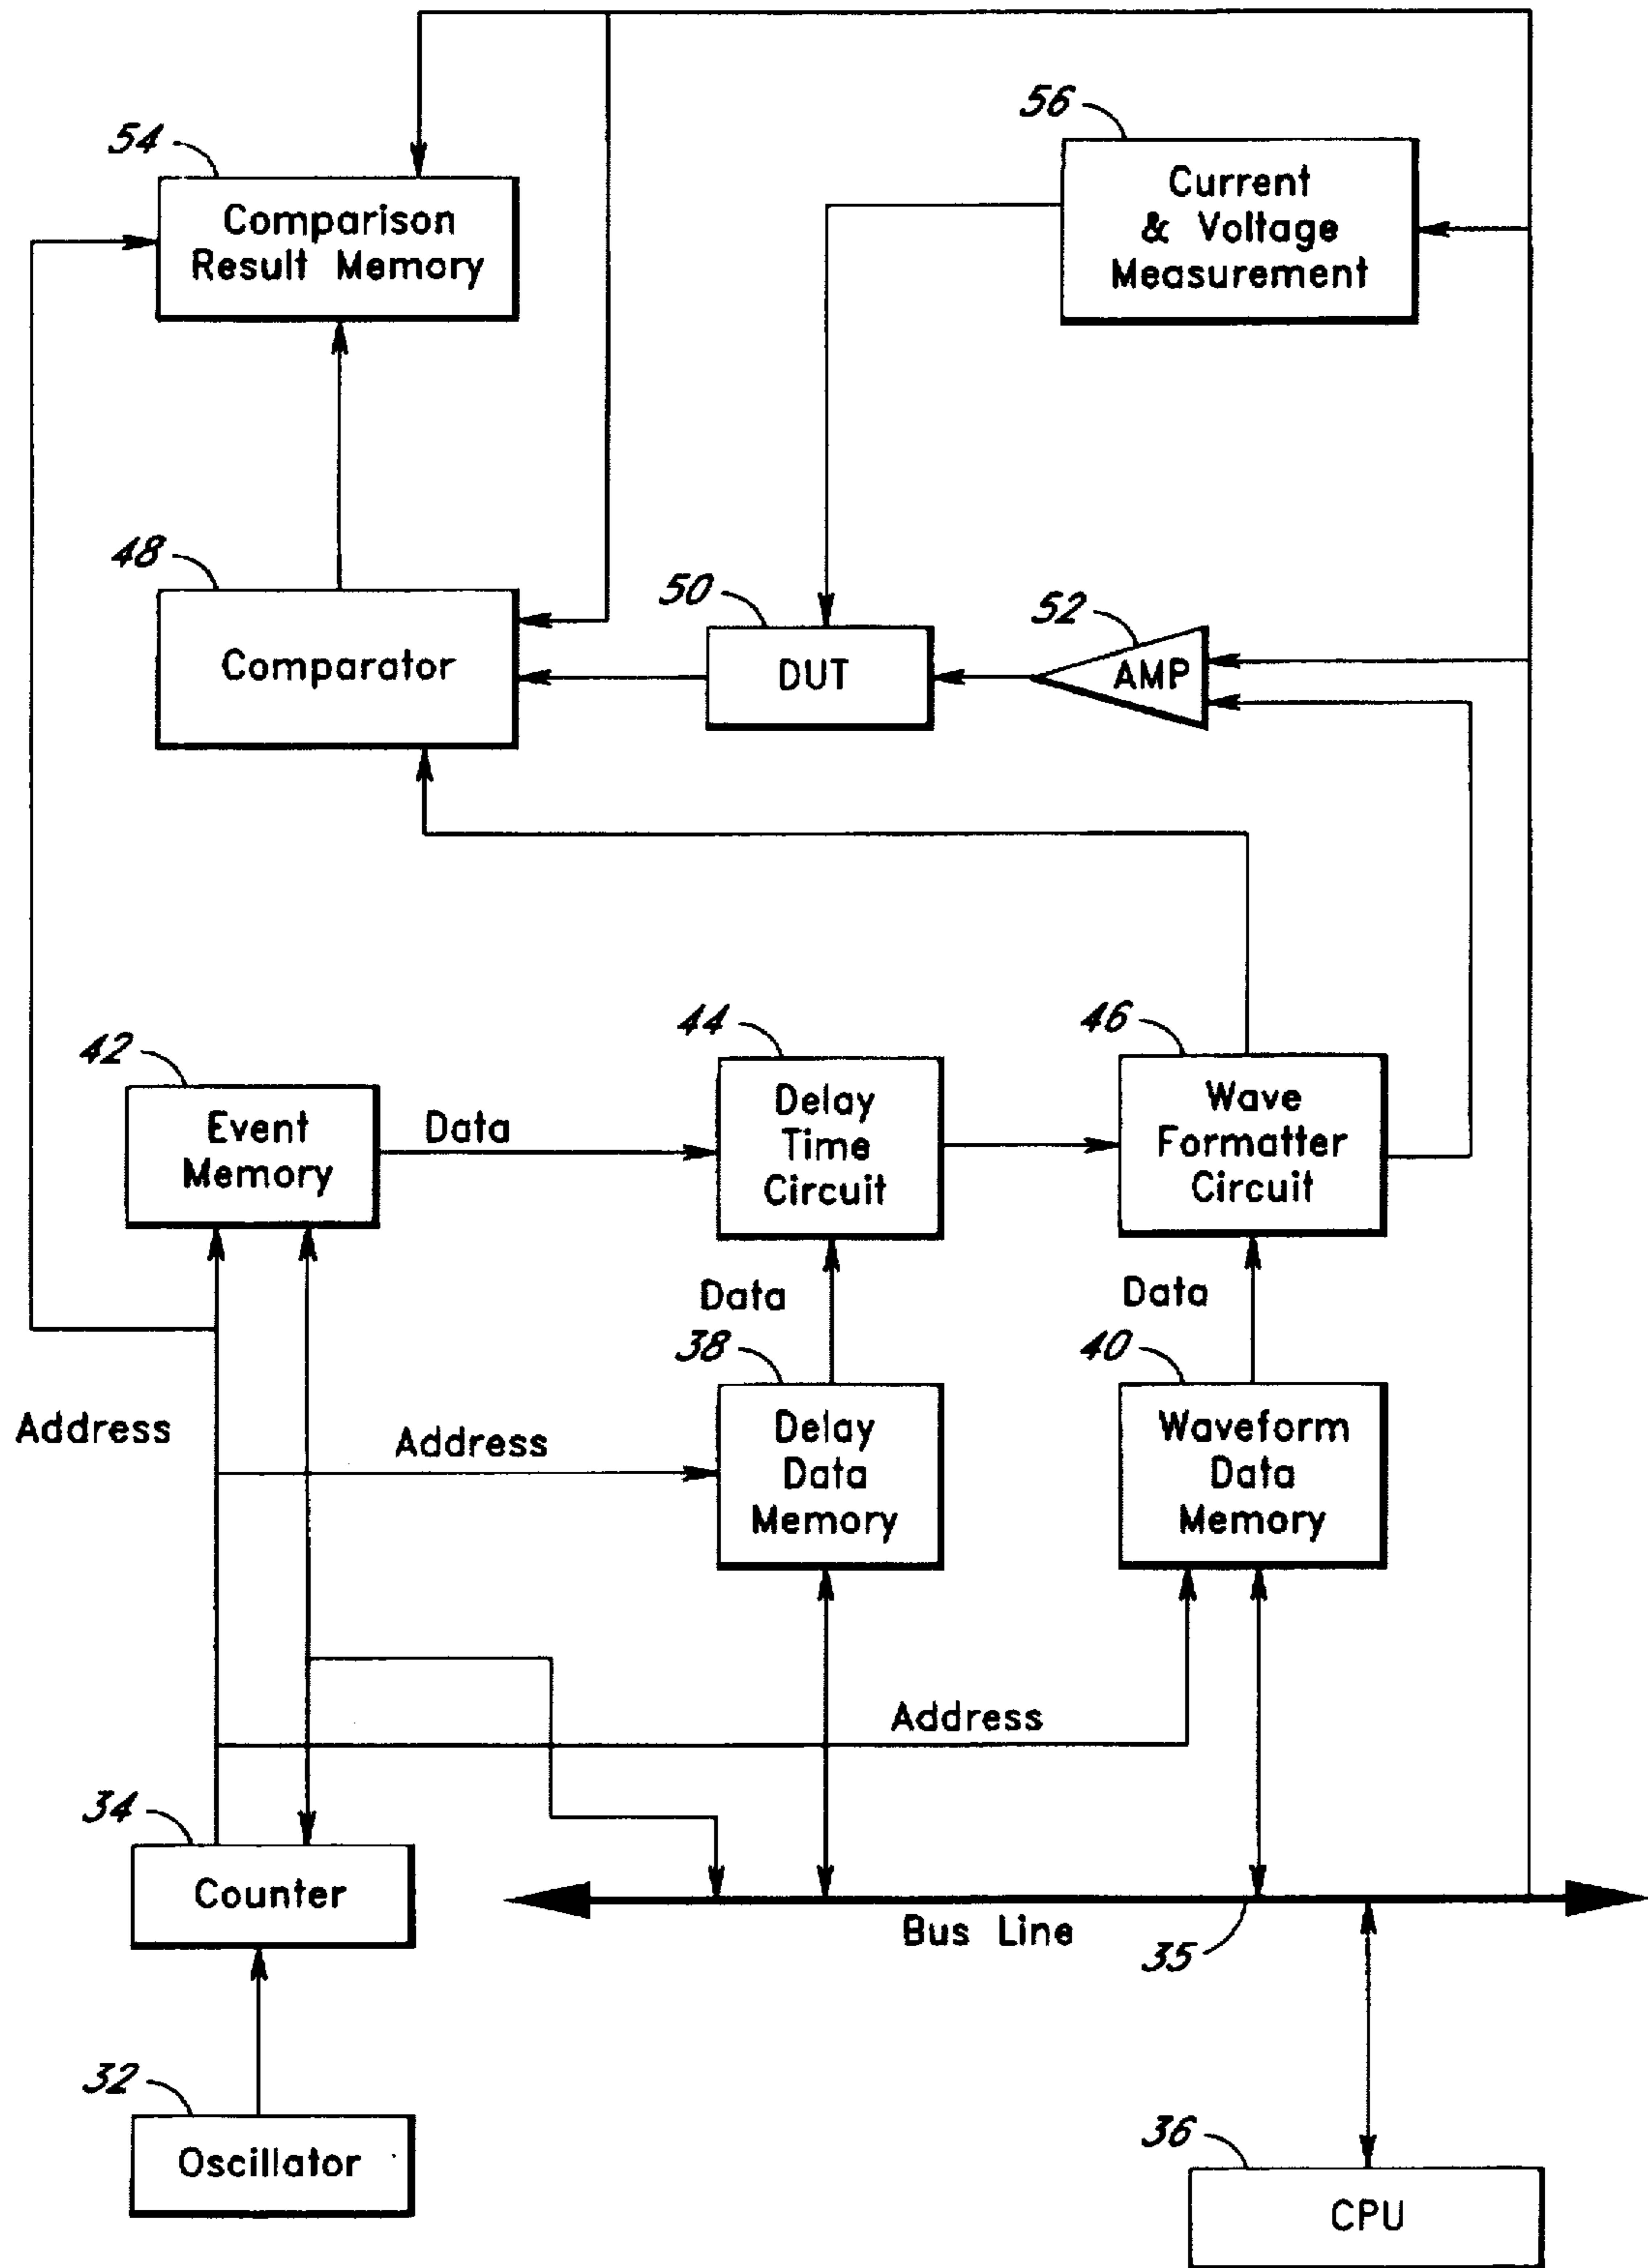 56
54
Current
& Voltage
Measurement
Comparison
Result Memory
48
50
52
Comparator
DUT
AMP
44
46
42
Delay
Time
Circuit
Wave
Formatter
Circuit
Event
Memory
Data
Data
Data
38
40
Address
Address
Delay
Data
Memory
Waveform
Data
Memory
Address
34
Counter
Bus Line
35
32
Oscillator
36
CPU